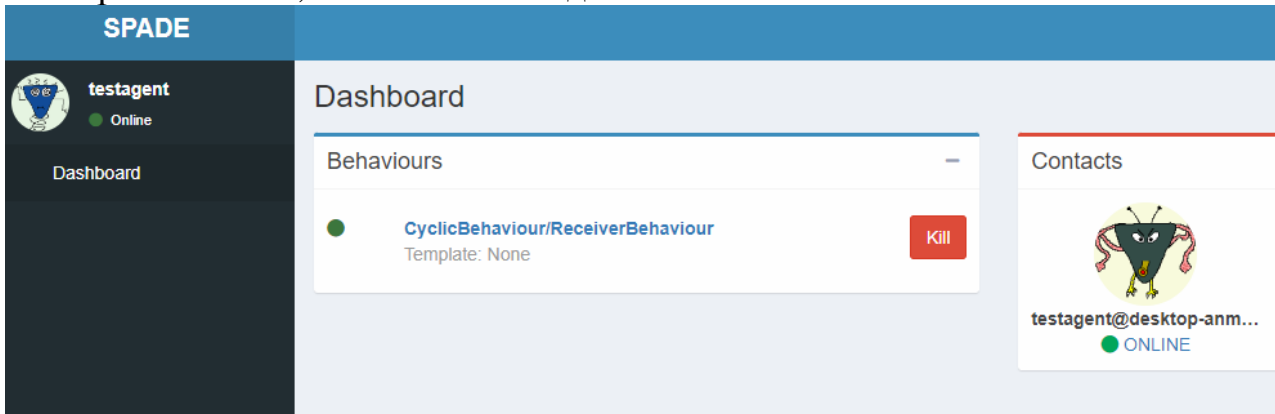 SPADE
testagent
Online
Dashboard
Dashboard
Behaviours
CyclicBehaviour/ReceiverBehaviour
Template: None
Kill
Contacts
testagent@desktop-anm...
ONLINE